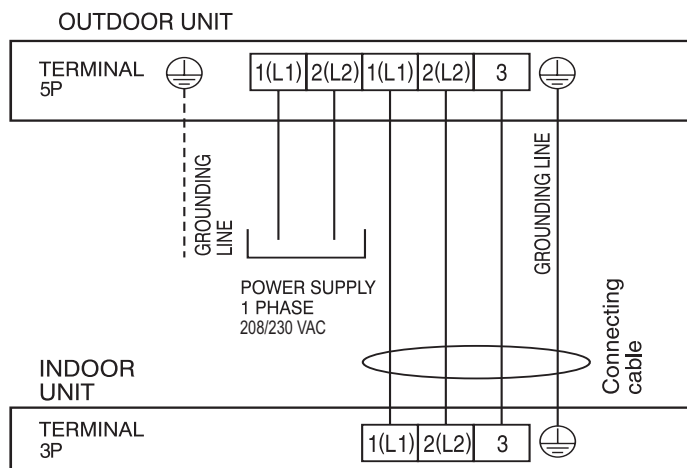 OUTDOOR UNIT
TERMINAL
5P
1(L1) 2(L2) 1(L1) 2(L2) 3
GROUNDING
LINE
GROUNDING LINE
POWER SUPPLY
1 PHASE
208/230 VAC
Connecting
cable
INDOOR
UNIT
TERMINAL
3P
1(L1) 2(L2) 3